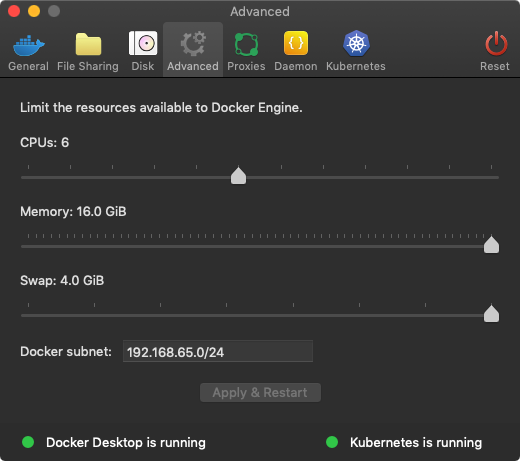 Advanced
General
File Sharing
Disk
Advanced
Proxies
Daemon
Kubernetes
Reset
Limit the resources available to Docker Engine.
CPUs: 6
Memory: 16.0 GiB
Swap: 4.0 GiB
Docker subnet: 192.168.65.0/24
Apply & Restart
Docker Desktop is running
Kubernetes is running